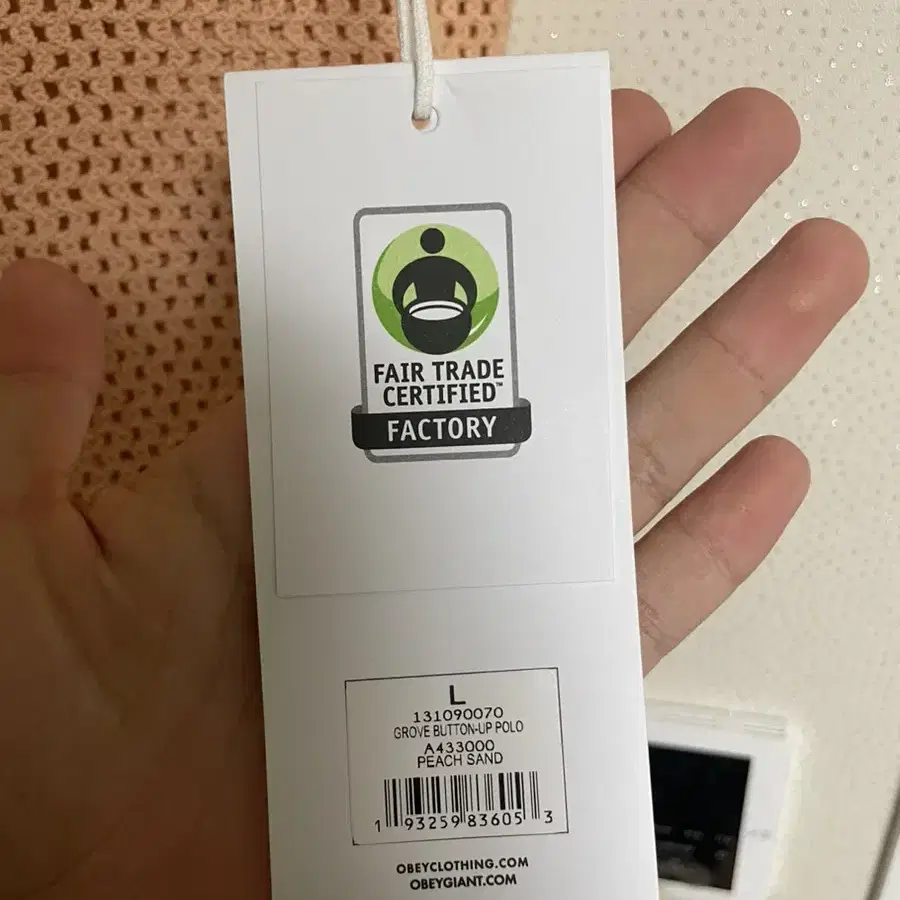 FAIR TRADE
CERTIFIED™
FACTORY
L
131090070
GROVE BUTTON-UP POLO
A433000
PEACH SAND
1 93259 83605 3
OBEYCLOTHING.COM
OBEYGIANT.COM